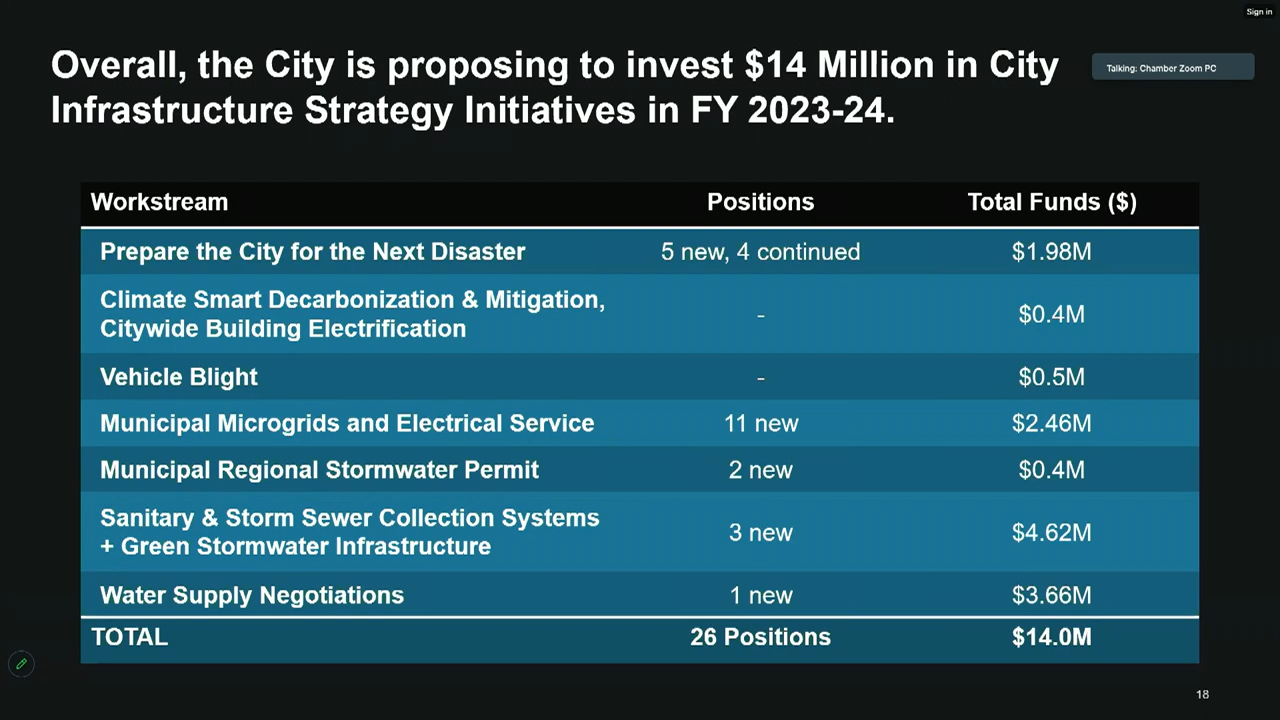 Sign in
Overall, the City is proposing to invest $14 Million in City
Talking: Chamber Zoom PC
Infrastructure Strategy Initiatives in FY 2023-24.
Workstream Positions Total Funds ($)
Prepare the City for the Next Disaster 5 new, 4 continued $1.98M
Climate Smart Decarbonization & Mitigation,
Citywide Building Electrification - $0.4M
Vehicle Blight - $0.5M
Municipal Microgrids and Electrical Service 11 new $2.46M
Municipal Regional Stormwater Permit 2 new $0.4M
Sanitary & Storm Sewer Collection Systems
+ Green Stormwater Infrastructure 3 new $4.62M
Water Supply Negotiations 1 new $3.66M
TOTAL 26 Positions $14.0M
18